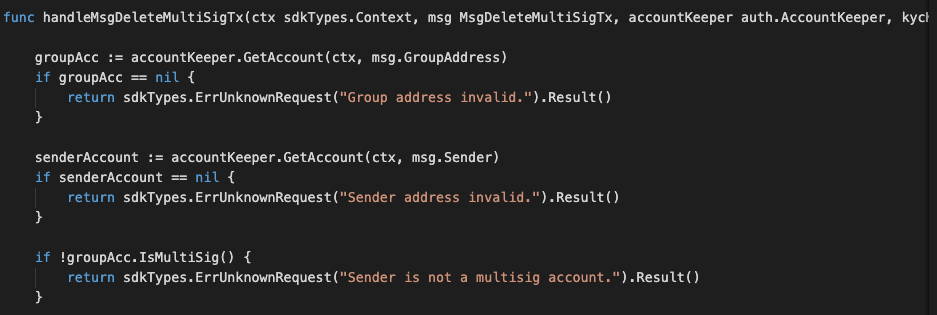 func handleMsgDeleteMultiSigTx(ctx sdkTypes.Context, msg MsgDeleteMultiSigTx, accountKeeper auth.AccountKeeper,
groupAcc := accountKeeper.GetAccount(ctx, msg.GroupAddress)
if groupAcc == nil {
return sdkTypes.ErrUnknownRequest("Group address invalid.").Result()
}
senderAccount := accountKeeper.GetAccount(ctx, msg.Sender)
if senderAccount == nil {
return sdkTypes.ErrUnknownRequest("Sender address invalid.").Result()
}
if !groupAcc.IsMultiSig() {
return sdkTypes.ErrUnknownRequest("Sender is not a multisig account.").Result()
}